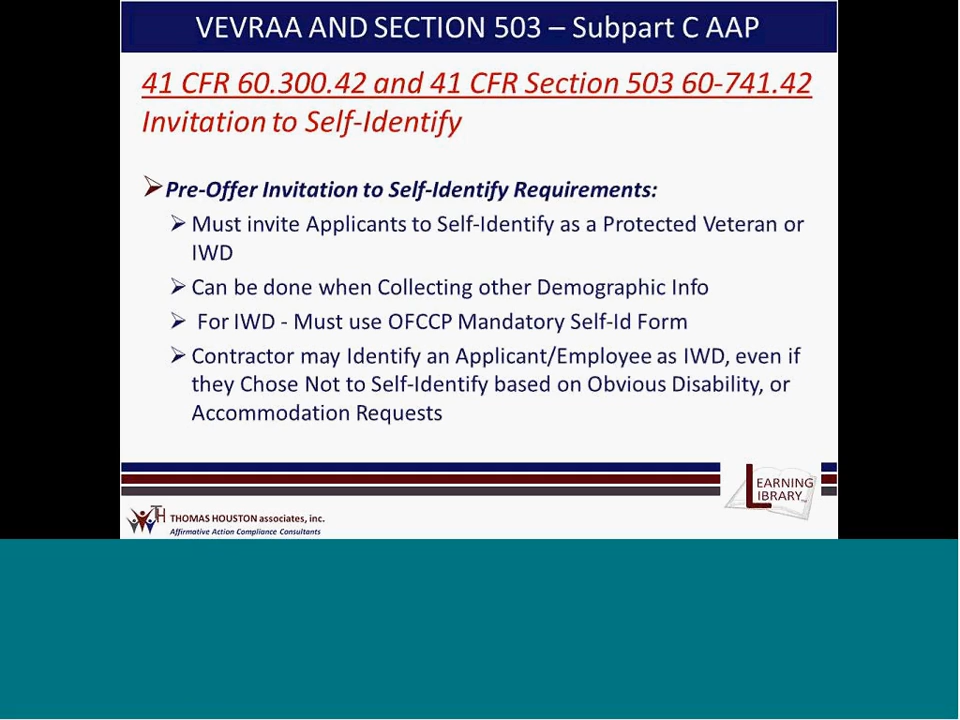 VEVRAA AND SECTION 503 – Subpart C AAP
41 CFR 60.300.42 and 41 CFR Section 503 60-741.42
Invitation to Self-Identify
Pre-Offer Invitation to Self-Identify Requirements:
Must invite Applicants to Self-Identify as a Protected Veteran or
IWD
Can be done when Collecting other Demographic Info
For IWD - Must use OFCCP Mandatory Self-Id Form
Contractor may Identify an Applicant/Employee as IWD, even if
they Chose Not to Self-Identify based on Obvious Disability, or
Accommodation Requests
LEARNING
LIBRARY
TH THOMAS HOUSTON associates, inc.
Affirmative Action Compliance Consultants